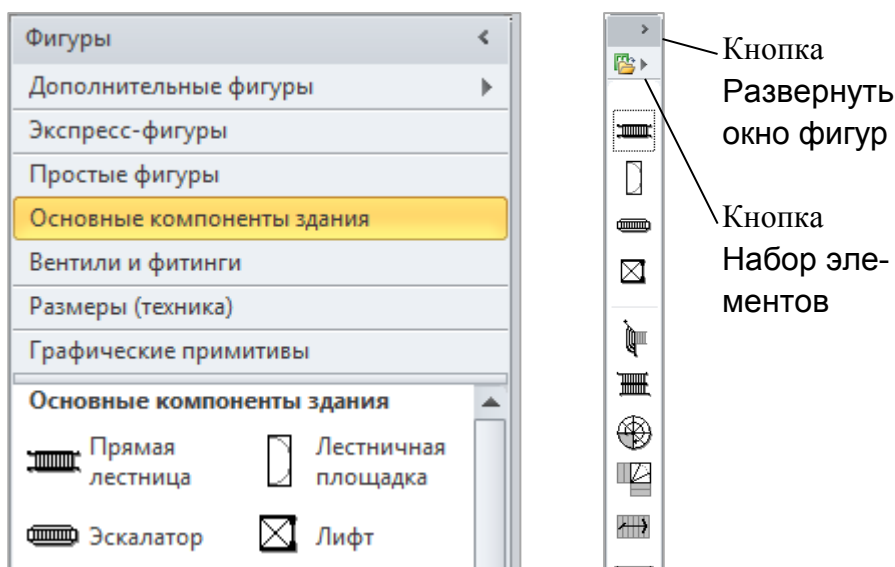 Фигуры
Дополнительные фигуры
Экспресс-фигуры
Простые фигуры
Основные компоненты здания
Вентили и фитинги
Размеры (техника)
Графические примитивы
Основные компоненты здания
Прямая
лестница
Лестничная
площадка
Эскалатор
Лифт
Кнопка
Развернуть
окно фигур
Кнопка
Набор эле-
ментов